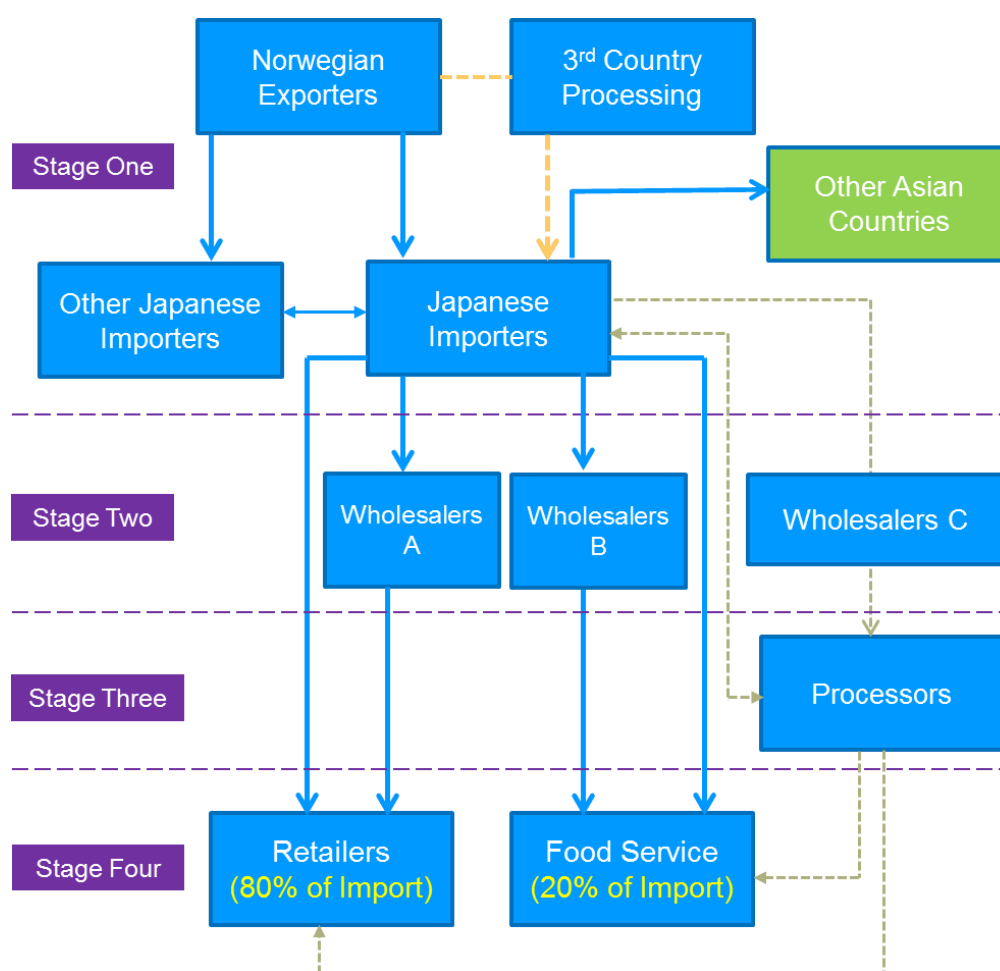 Norwegian
Exporters
3rd Country
Processing
Stage One
Other Asian
Countries
Other Japanese
Importers
Japanese
Importers
Stage Two
Wholesalers
A
Wholesalers
B
Wholesalers C
Stage Three
Processors
Stage Four
Retailers
(80% of Import)
Food Service
(20% of Import)